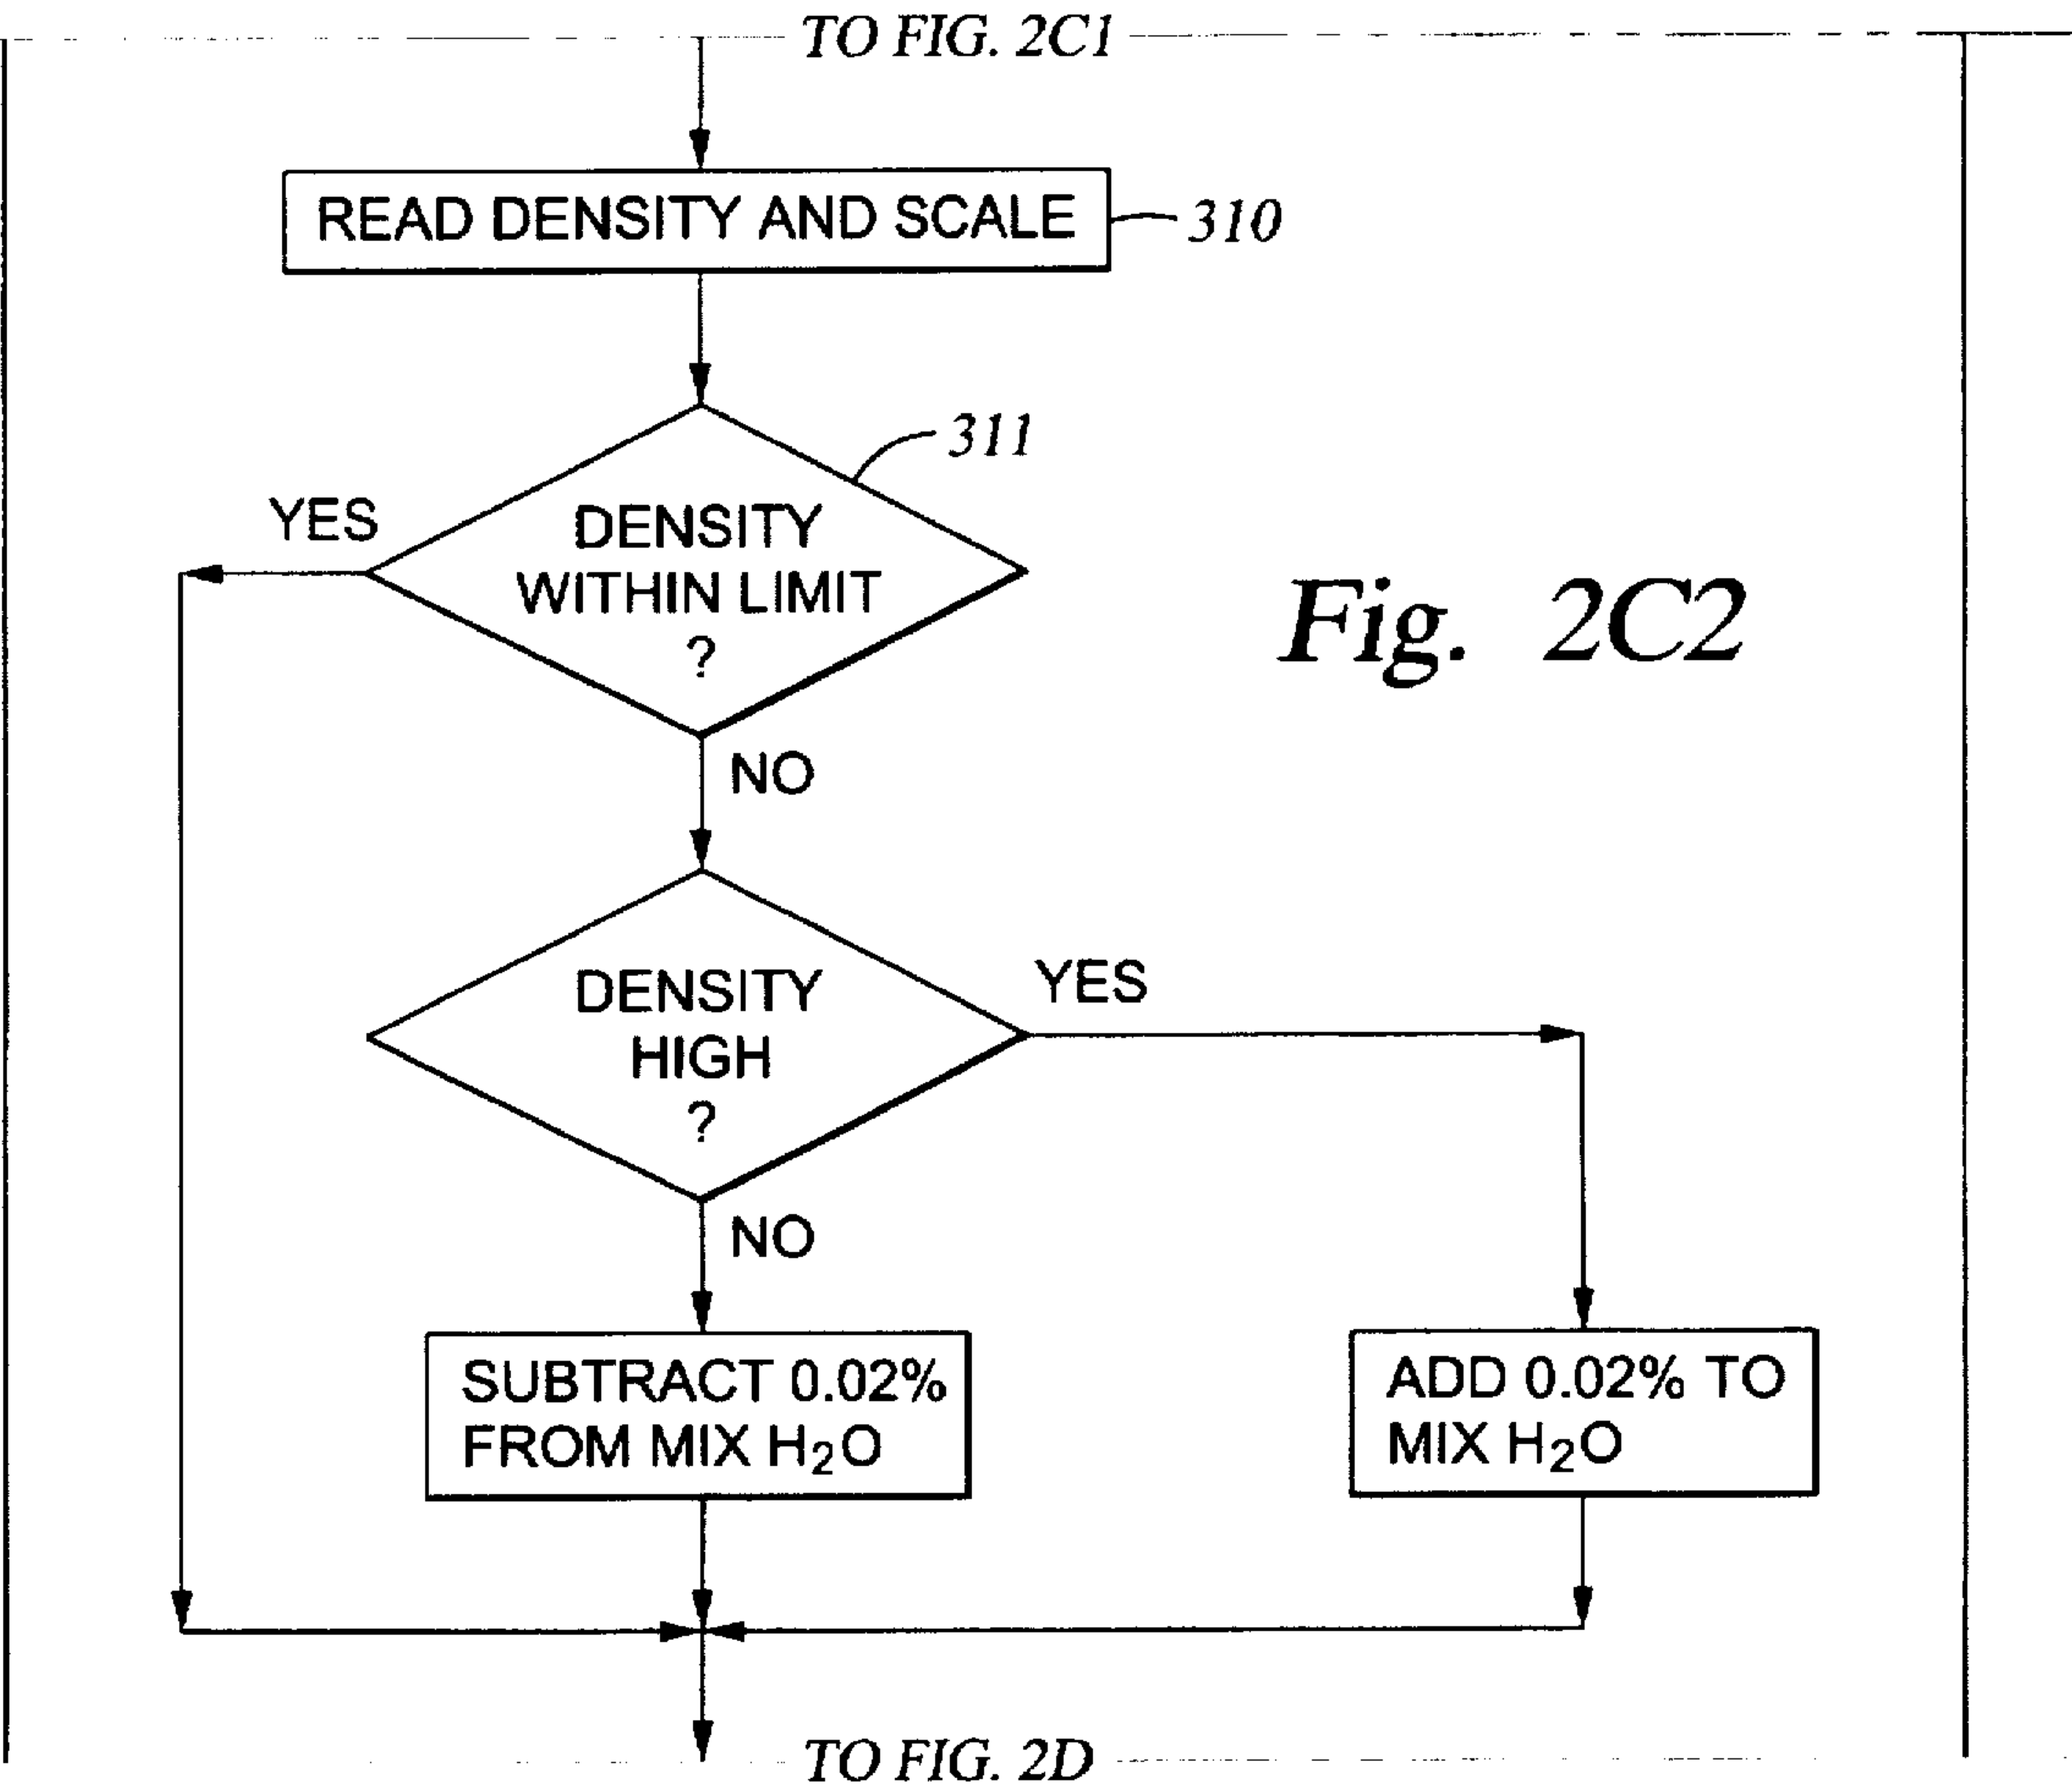 TO FIG. 2C1
READ DENSITY AND SCALE
310
311
YES
DENSITY
WITHIN LIMIT
?
Fig. 2C2
NO
DENSITY
HIGH
?
YES
NO
SUBTRACT 0.02%
FROM MIX H₂O
ADD 0.02% TO
MIX H₂O
TO FIG. 2D